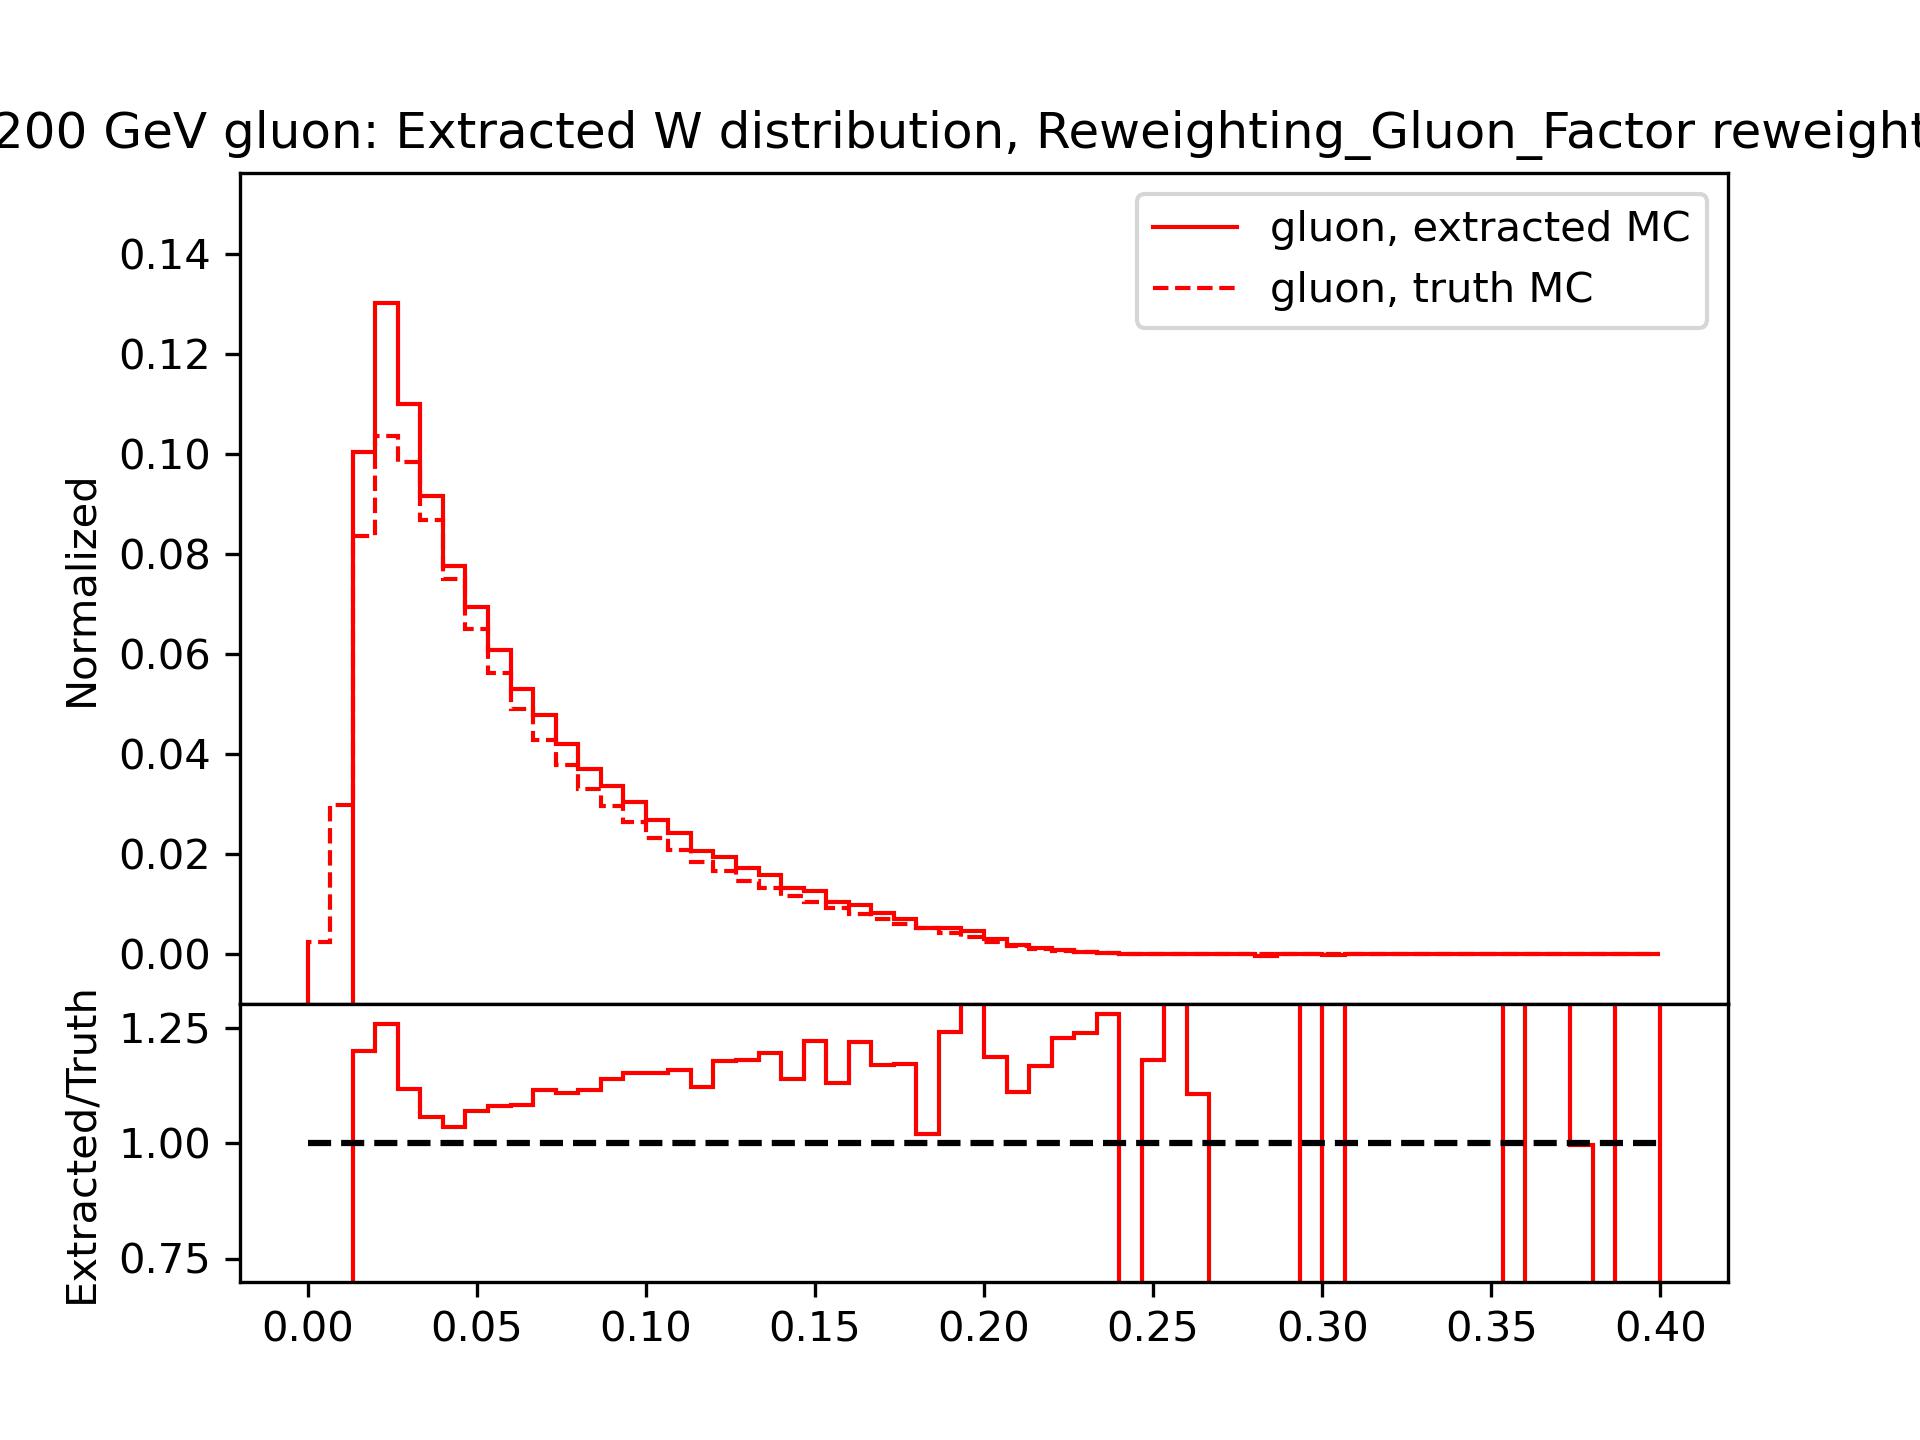 200 GeV gluon: Extracted W distribution, Reweighting_Gluon_Factor reweight
gluon, extracted MC
gluon, truth MC
Normalized
0.14
0.12
0.10
0.08
0.06
0.04
0.02
0.00
Extracted/Truth
1.25
1.00
0.75
0.00 0.05 0.10 0.15 0.20 0.25 0.30 0.35 0.40